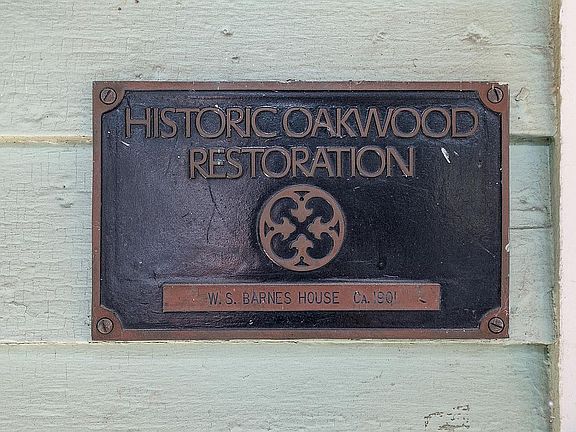 HISTORIC OAKWOOD
RESTORATION
W. S. BARNES HOUSE CA. 1901